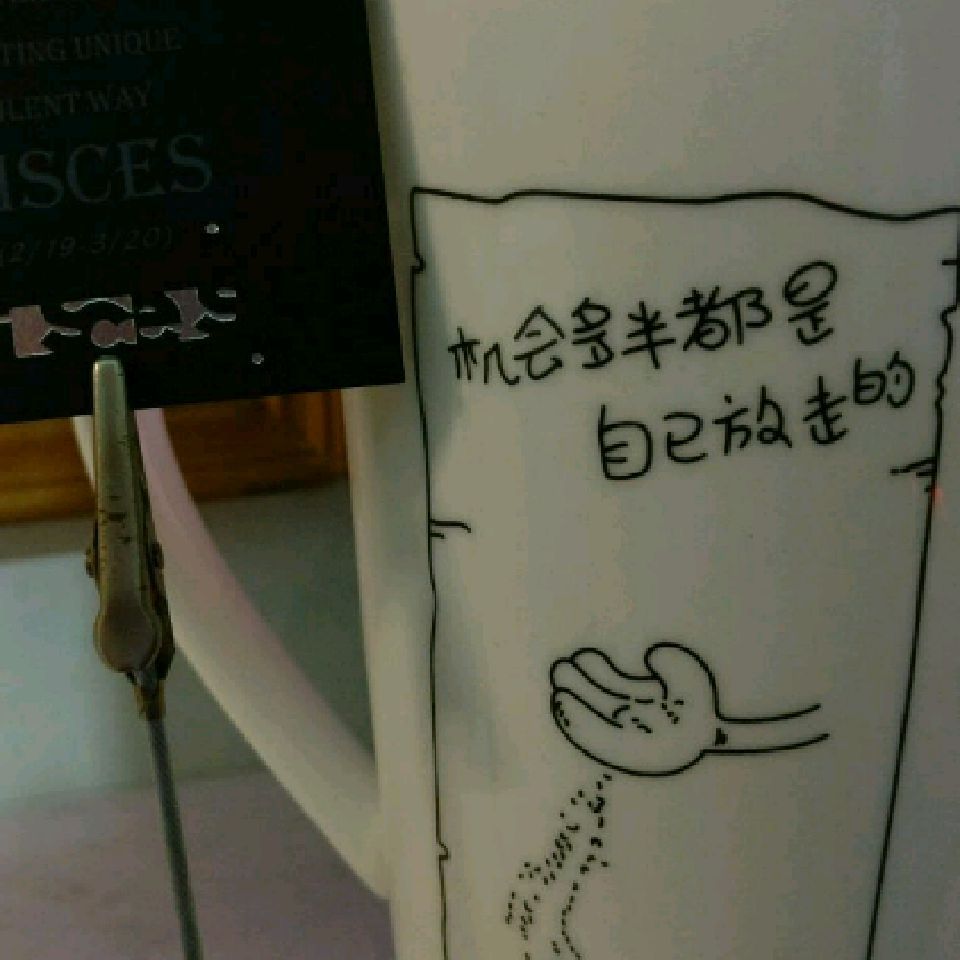 TING UNIQUE
LENT WAY
ISCES
(2/19-3/20)
机会多半都是
自己放走的